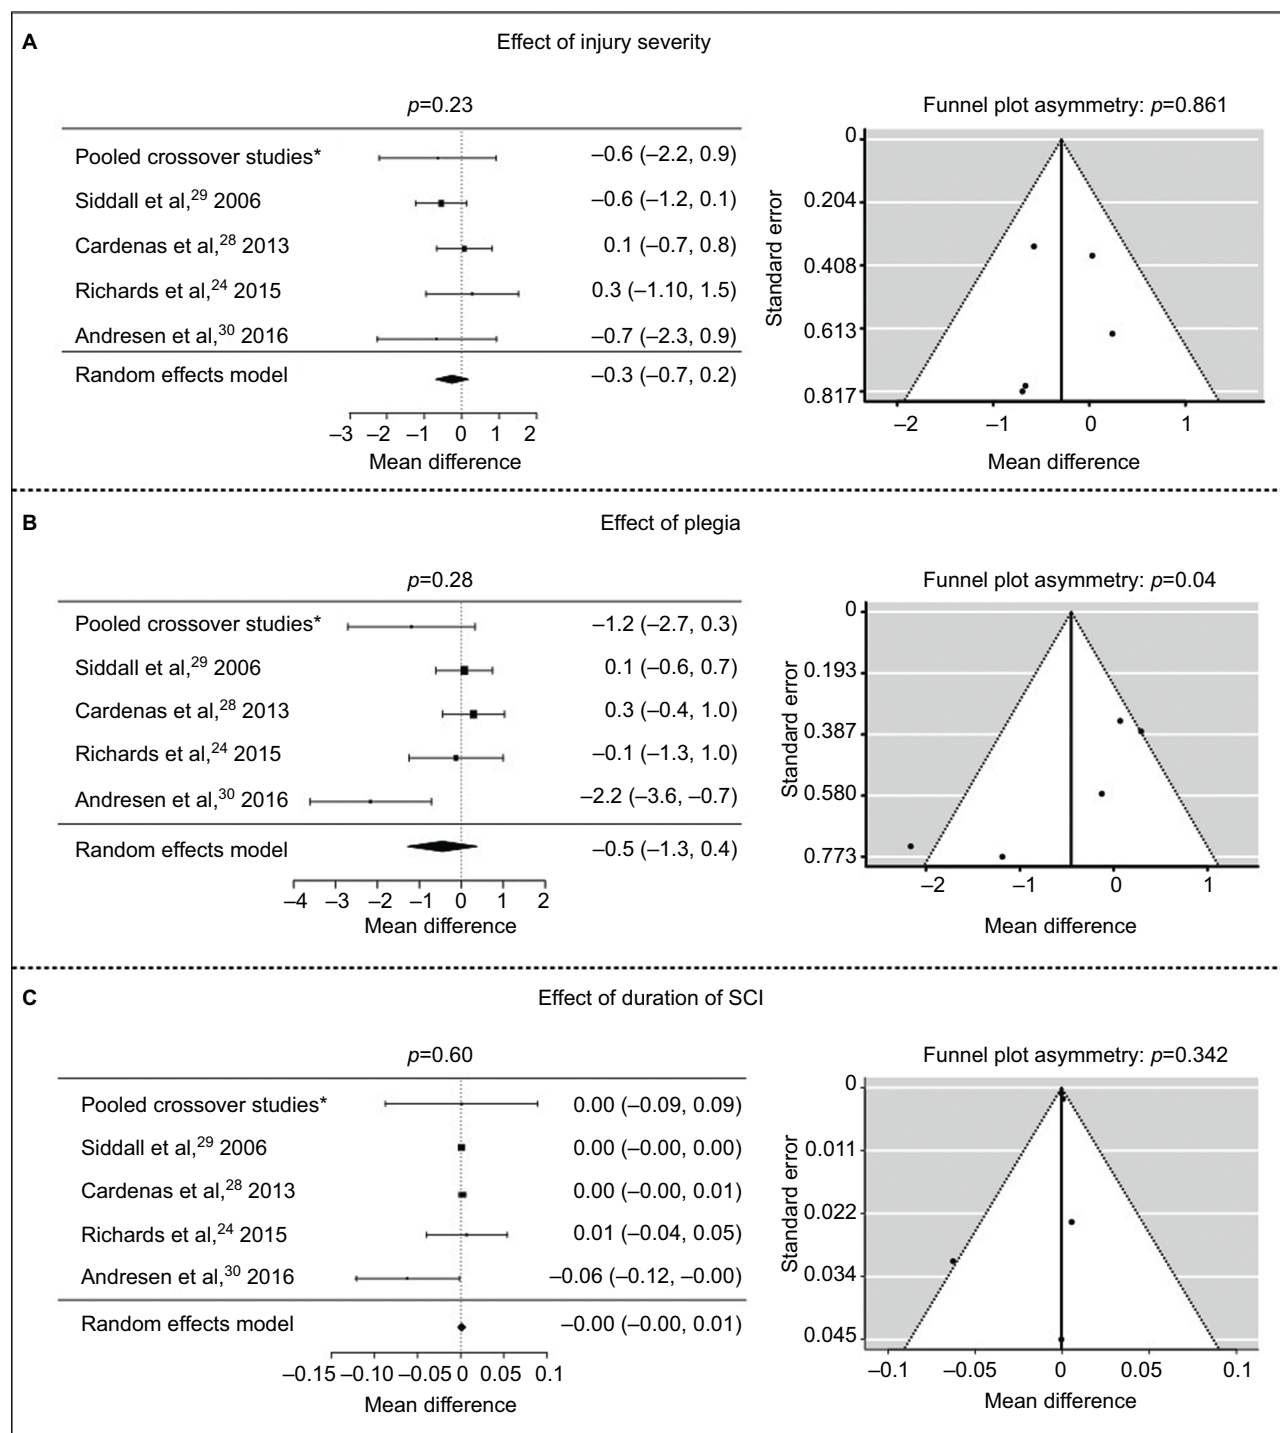 A Effect of injury severity
p=0.23
Pooled crossover studies* –0.6 (–2.2, 0.9)
Siddall et al,29 2006 –0.6 (–1.2, 0.1)
Cardenas et al,28 2013 0.1 (–0.7, 0.8)
Richards et al,24 2015 0.3 (–1.10, 1.5)
Andresen et al,30 2016 –0.7 (–2.3, 0.9)
Random effects model –0.3 (–0.7, 0.2)
–3 –2 –1 0 1 2
Mean difference
Funnel plot asymmetry: p=0.861
Standard error
0
0.204
0.408
0.613
0.817
–2 –1 0 1
Mean difference
B Effect of plegia
p=0.28
Pooled crossover studies* –1.2 (–2.7, 0.3)
Siddall et al,29 2006 0.1 (–0.6, 0.7)
Cardenas et al,28 2013 0.3 (–0.4, 1.0)
Richards et al,24 2015 –0.1 (–1.3, 1.0)
Andresen et al,30 2016 –2.2 (–3.6, –0.7)
Random effects model –0.5 (–1.3, 0.4)
–4 –3 –2 –1 0 1 2
Mean difference
Funnel plot asymmetry: p=0.04
Standard error
0
0.193
0.387
0.580
0.773
–2 –1 0 1
Mean difference
C Effect of duration of SCI
p=0.60
Pooled crossover studies* 0.00 (–0.09, 0.09)
Siddall et al,29 2006 0.00 (–0.00, 0.00)
Cardenas et al,28 2013 0.00 (–0.00, 0.01)
Richards et al,24 2015 0.01 (–0.04, 0.05)
Andresen et al,30 2016 –0.06 (–0.12, –0.00)
Random effects model –0.00 (–0.00, 0.01)
–0.15 –0.10 –0.05 0 0.05 0.1
Mean difference
Funnel plot asymmetry: p=0.342
Standard error
0
0.011
0.022
0.034
0.045
–0.1 –0.05 0 0.05 0.1
Mean difference